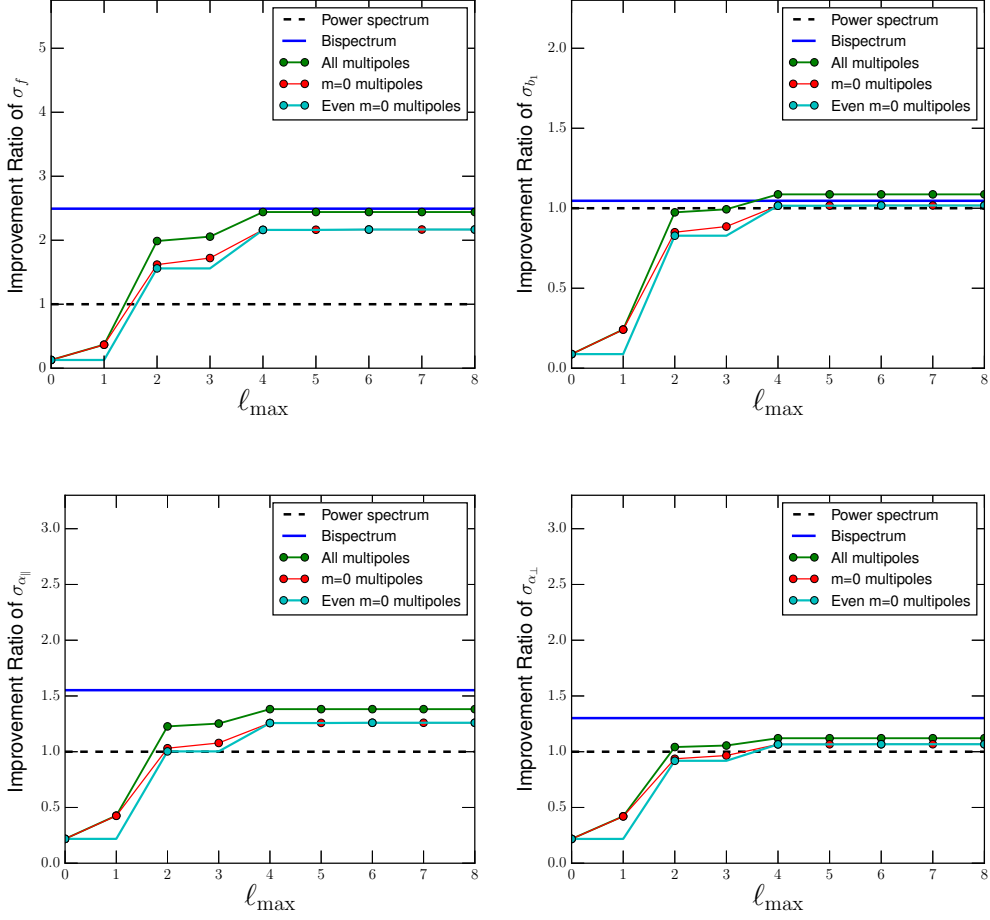 Improvement Ratio of σ_f
5
4
3
2
1
0
Power spectrum
Bispectrum
All multipoles
m=0 multipoles
Even m=0 multipoles
0 1 2 3 4 5 6 7 8
ℓ_max
Improvement Ratio of σ_{b_1}
2.0
1.5
1.0
0.5
0.0
Power spectrum
Bispectrum
All multipoles
m=0 multipoles
Even m=0 multipoles
0 1 2 3 4 5 6 7 8
ℓ_max
Improvement Ratio of σ_{α_∥}
3.0
2.5
2.0
1.5
1.0
0.5
0.0
Power spectrum
Bispectrum
All multipoles
m=0 multipoles
Even m=0 multipoles
0 1 2 3 4 5 6 7 8
ℓ_max
Improvement Ratio of σ_{α_⊥}
3.0
2.5
2.0
1.5
1.0
0.5
0.0
Power spectrum
Bispectrum
All multipoles
m=0 multipoles
Even m=0 multipoles
0 1 2 3 4 5 6 7 8
ℓ_max